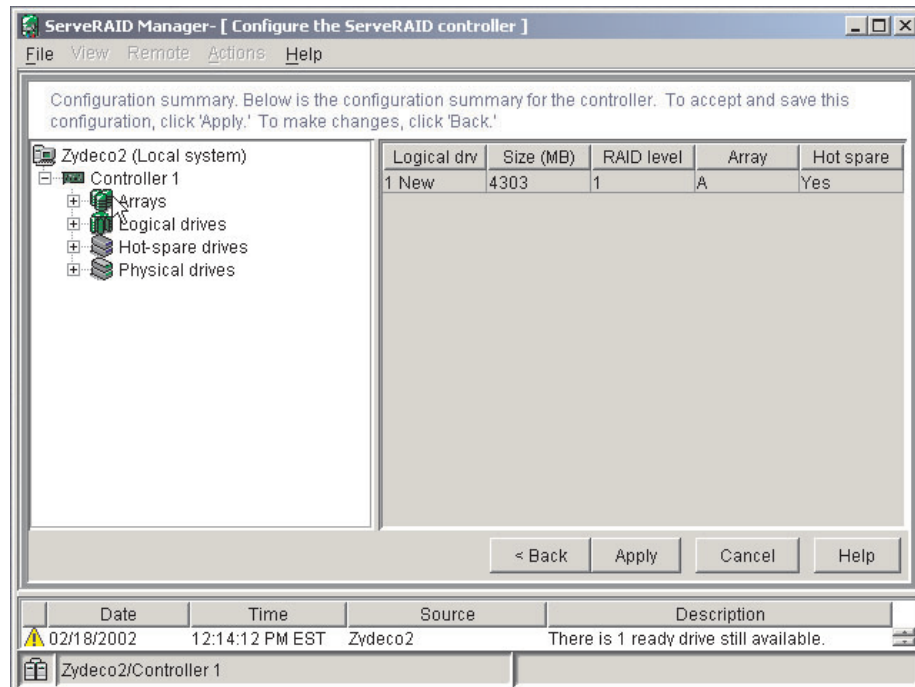 ServeRAID Manager- [ Configure the ServeRAID controller ]
File View Remote Actions Help
Configuration summary. Below is the configuration summary for the controller. To accept and save this
configuration, click 'Apply.' To make changes, click 'Back.'
Zydeco2 (Local system)
Controller 1
Arrays
Logical drives
Hot-spare drives
Physical drives
Logical drv Size (MB) RAID level Array Hot spare
1 New 4303 1 A Yes
< Back Apply Cancel Help
Date Time Source Description
02/18/2002 12:14:12 PM EST Zydeco2 There is 1 ready drive still available.
Zydeco2/Controller 1